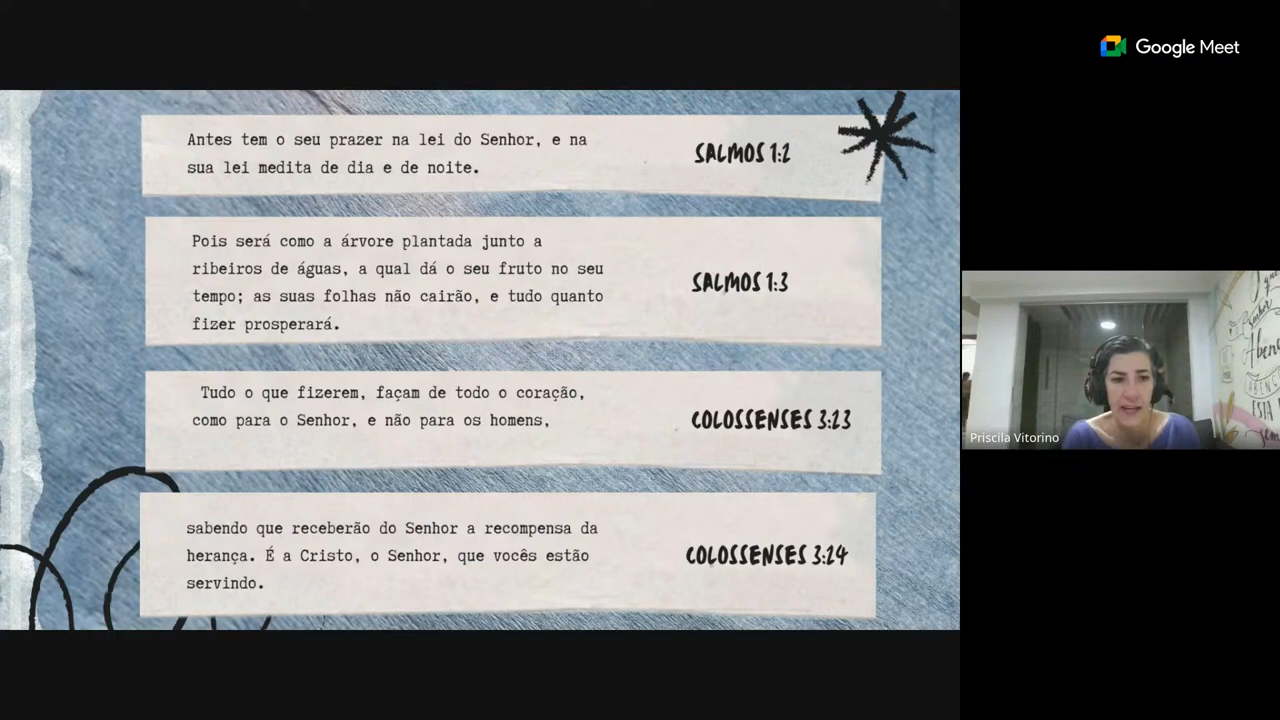 Google Meet
Antes tem o seu prazer na lei do Senhor, e na
sua lei medita de dia e de noite.
SALMOS 1:2
Pois será como a árvore plantada junto a
ribeiros de águas, a qual dá o seu fruto no seu
tempo; as suas folhas não cairão, e tudo quanto
fizer prosperará.
SALMOS 1:3
Tudo o que fizerem, façam de todo o coração,
como para o Senhor, e não para os homens,
COLOSSENSES 3:23
sabendo que receberão do Senhor a recompensa da
herança. É a Cristo, o Senhor, que vocês estão
servindo.
COLOSSENSES 3:24
O que
Senhor
Abenç
ESTA
Priscila Vitorino